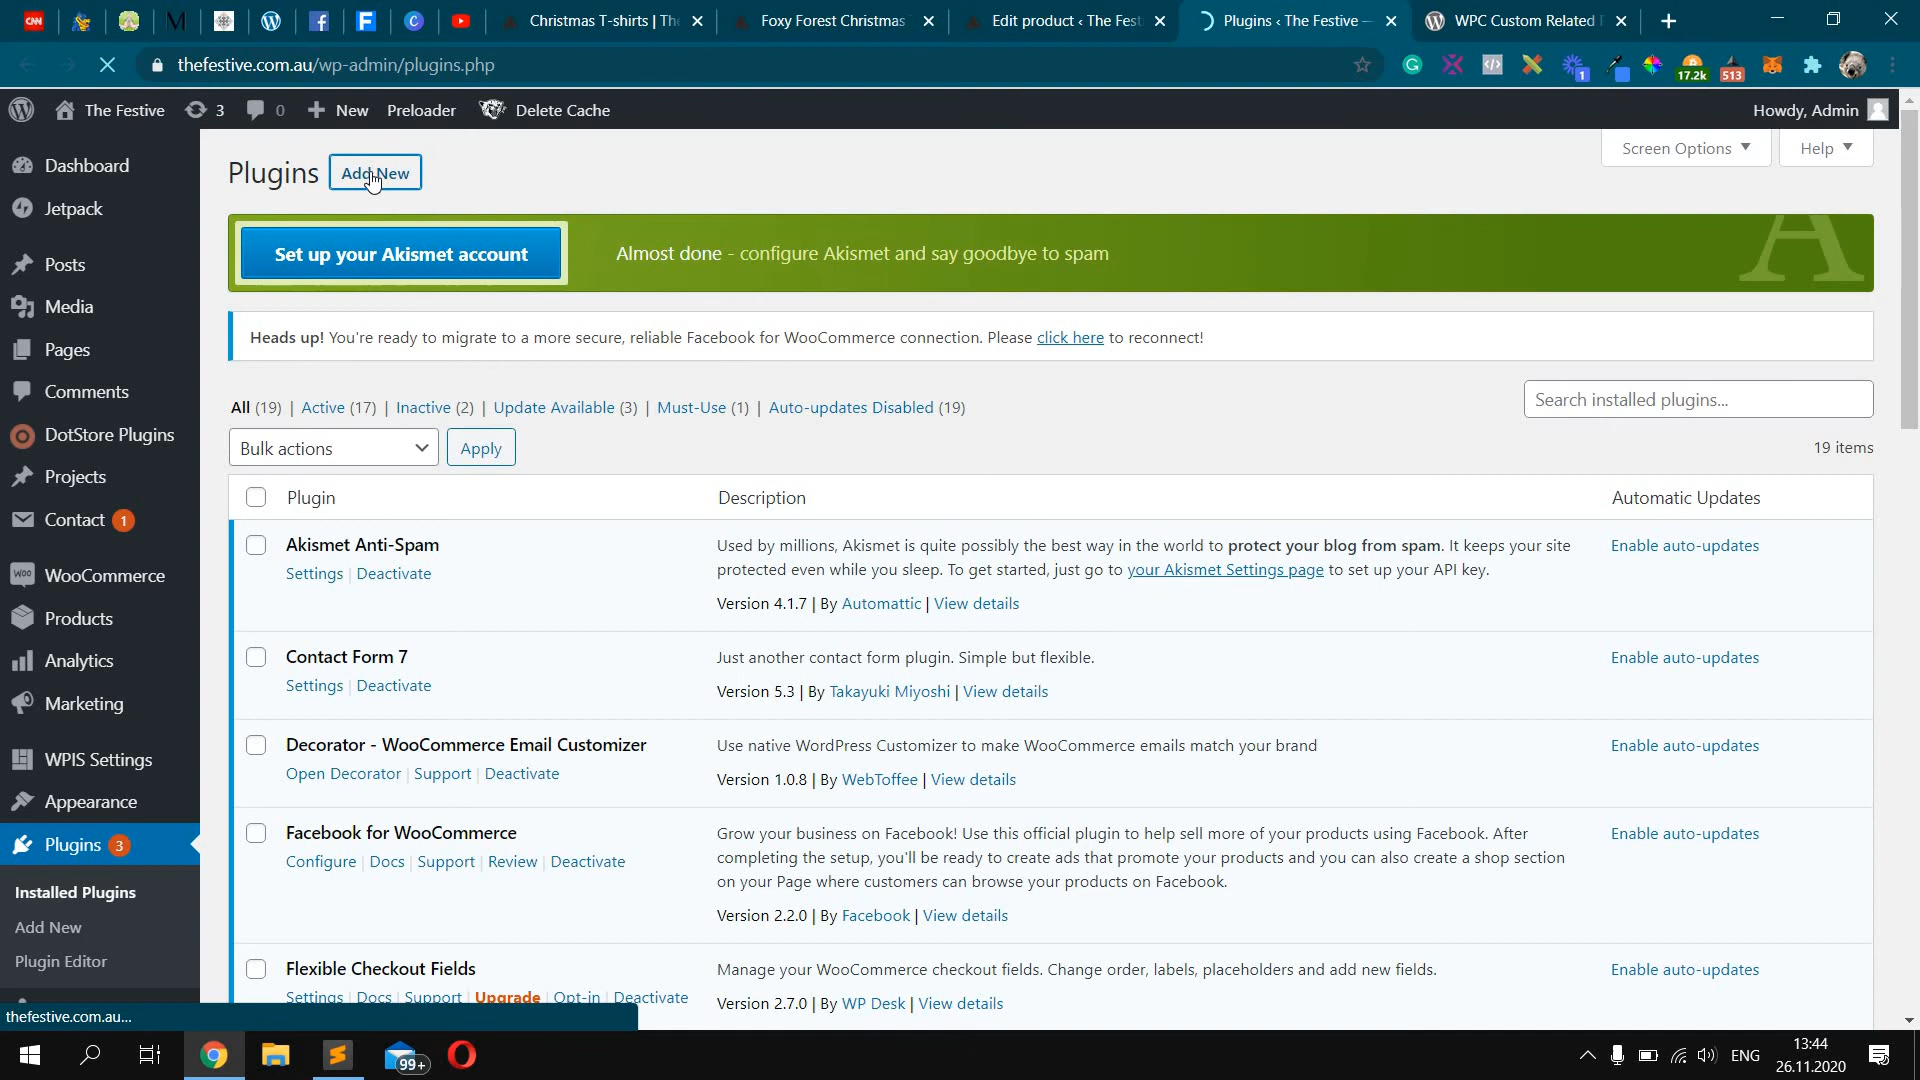 CNN
Christmas T-shirts | The
Foxy Forest Christmas
Edit product ‹ The Fest
Plugins ‹ The Festive —
WPC Custom Related
thefestive.com.au/wp-admin/plugins.php
1
17.2k
513
The Festive
3
0
New
Preloader
Delete Cache
Howdy, Admin
Dashboard
Jetpack
Posts
Media
Pages
Comments
DotStore Plugins
Projects
Contact 1
WooCommerce
Products
Analytics
Marketing
WPIS Settings
Appearance
Plugins 3
Installed Plugins
Add New
Plugin Editor
Plugins
Add New
Screen Options
Help
Set up your Akismet account
Almost done - configure Akismet and say goodbye to spam
Heads up! You're ready to migrate to a more secure, reliable Facebook for WooCommerce connection. Please click here to reconnect!
All (19) | Active (17) | Inactive (2) | Update Available (3) | Must-Use (1) | Auto-updates Disabled (19)
Search installed plugins...
Bulk actions
Apply
19 items
Plugin
Description
Automatic Updates
Akismet Anti-Spam
Settings | Deactivate
Used by millions, Akismet is quite possibly the best way in the world to protect your blog from spam. It keeps your site
protected even while you sleep. To get started, just go to your Akismet Settings page to set up your API key.
Version 4.1.7 | By Automattic | View details
Enable auto-updates
Contact Form 7
Settings | Deactivate
Just another contact form plugin. Simple but flexible.
Version 5.3 | By Takayuki Miyoshi | View details
Enable auto-updates
Decorator - WooCommerce Email Customizer
Open Decorator | Support | Deactivate
Use native WordPress Customizer to make WooCommerce emails match your brand
Version 1.0.8 | By WebToffee | View details
Enable auto-updates
Facebook for WooCommerce
Configure | Docs | Support | Review | Deactivate
Grow your business on Facebook! Use this official plugin to help sell more of your products using Facebook. After
completing the setup, you'll be ready to create ads that promote your products and you can also create a shop section
on your Page where customers can browse your products on Facebook.
Version 2.2.0 | By Facebook | View details
Enable auto-updates
Flexible Checkout Fields
Settings | Docs | Support | Upgrade | Opt-in | Deactivate
Manage your WooCommerce checkout fields. Change order, labels, placeholders and add new fields.
Version 2.7.0 | By WP Desk | View details
Enable auto-updates
thefestive.com.au...
99+
ENG
13:44
26.11.2020